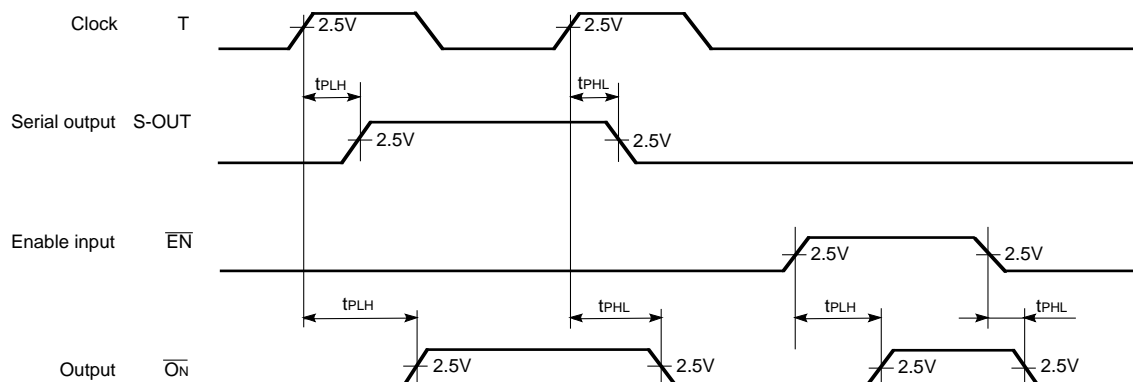 Clock T 2.5V 2.5V
tPLH tPHL
Serial output S-OUT 2.5V 2.5V
Enable input EN 2.5V 2.5V
tPLH tPHL tPLH tPHL
Output ON 2.5V 2.5V 2.5V 2.5V